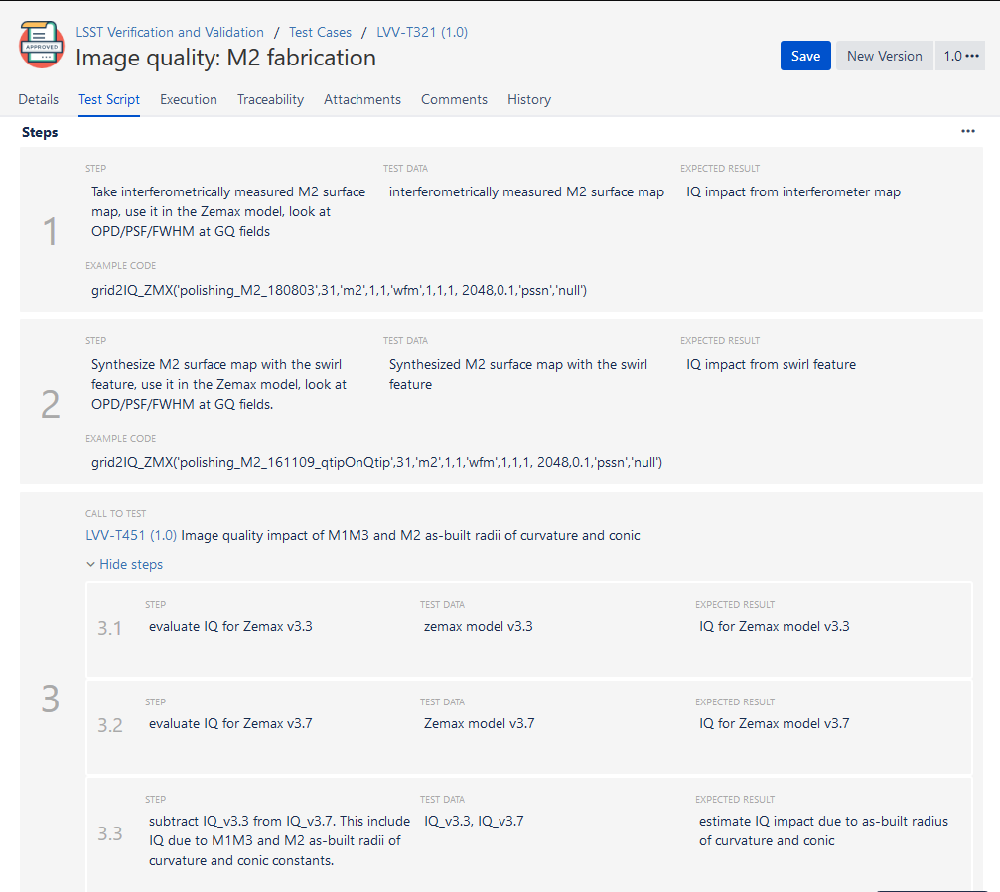 APPROVED
LSST Verification and Validation / Test Cases / LVV-T321 (1.0)
Image quality: M2 fabrication
Save New Version 1.0
Details Test Script Execution Traceability Attachments Comments History
Steps
1
STEP
Take interferometrically measured M2 surface
map, use it in the Zemax model, look at
OPD/PSF/FWHM at GQ fields
TEST DATA
interferometrically measured M2 surface map
EXPECTED RESULT
IQ impact from interferometer map
EXAMPLE CODE
grid2IQ_ZMX('polishing_M2_180803',31,'m2',1,1,'wfm',1,1,1, 2048,0.1,'pssn','null')
2
STEP
Synthesize M2 surface map with the swirl
feature, use it in the Zemax model, look at
OPD/PSF/FWHM at GQ fields.
TEST DATA
Synthesized M2 surface map with the swirl
feature
EXPECTED RESULT
IQ impact from swirl feature
EXAMPLE CODE
grid2IQ_ZMX('polishing_M2_161109_qtipOnQtip',31,'m2',1,1,'wfm',1,1,1, 2048,0.1,'pssn','null')
3
CALL TO TEST
LVV-T451 (1.0) Image quality impact of M1M3 and M2 as-built radii of curvature and conic
Hide steps
3.1
STEP
evaluate IQ for Zemax v3.3
TEST DATA
zemax model v3.3
EXPECTED RESULT
IQ for Zemax model v3.3
3.2
STEP
evaluate IQ for Zemax v3.7
TEST DATA
Zemax model v3.7
EXPECTED RESULT
IQ for Zemax model v3.7
3.3
STEP
subtract IQ_v3.3 from IQ_v3.7. This include
IQ due to M1M3 and M2 as-built radii of
curvature and conic constants.
TEST DATA
IQ_v3.3, IQ_v3.7
EXPECTED RESULT
estimate IQ impact due to as-built radius
of curvature and conic